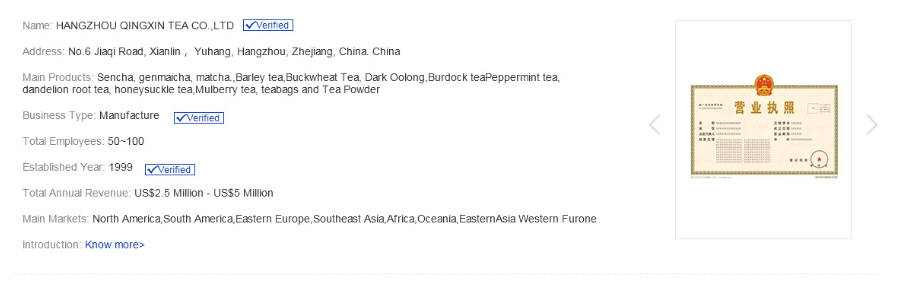 Name: HANGZHOU QINGXIN TEA CO.,LTD Verified
Address: No.6 Jiaqi Road, Xianlin ，Yuhang, Hangzhou, Zhejiang, China. China
Main Products: Sencha, genmaicha, matcha.,Barley tea,Buckwheat Tea, Dark Oolong,Burdock teaPeppermint tea,
dandelion root tea, honeysuckle tea,Mulberry tea, teabags and Tea Powder
Business Type: Manufacture Verified
Total Employees: 50~100
Established Year: 1999 Verified
Total Annual Revenue: US$2.5 Million - US$5 Million
Main Markets: North America,South America,Eastern Europe,Southeast Asia,Africa,Oceania,EasternAsia Western Furone
Introduction: Know more>
营业执照